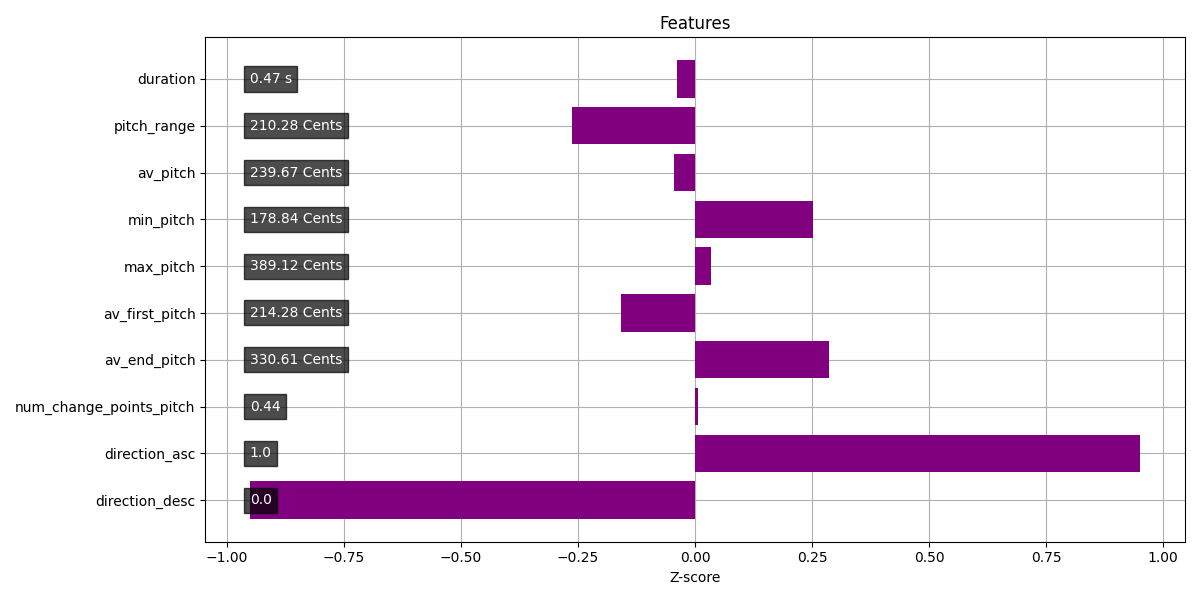 Features
duration 0.47 s
pitch_range 210.28 Cents
av_pitch 239.67 Cents
min_pitch 178.84 Cents
max_pitch 389.12 Cents
av_first_pitch 214.28 Cents
av_end_pitch 330.61 Cents
num_change_points_pitch 0.44
direction_asc 1.0
direction_desc 0.0
−1.00 −0.75 −0.50 −0.25 0.00 0.25 0.50 0.75 1.00
Z-score